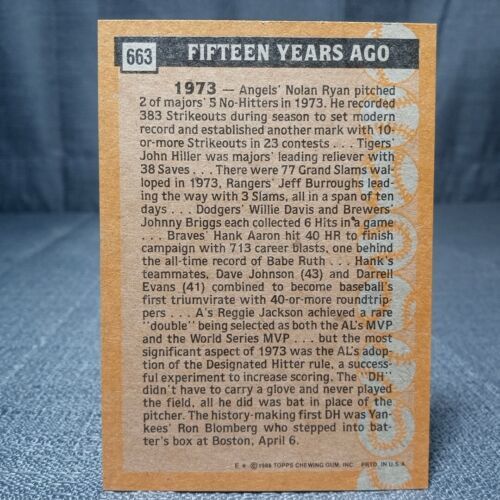 663 FIFTEEN YEARS AGO
1973 — Angels' Nolan Ryan pitched
2 of majors' 5 No-Hitters in 1973. He recorded
383 Strikeouts during season to set modern
record and established another mark with 10-
or-more Strikeouts in 23 contests . . . Tigers'
John Hiller was majors' leading reliever with
38 Saves . . . There were 77 Grand Slams wal-
loped in 1973, Rangers' Jeff Burroughs lead-
ing the way with 3 Slams, all in a span of ten
days . . . Dodgers' Willie Davis and Brewers'
Johnny Briggs each collected 6 Hits in a game
. . . Braves' Hank Aaron hit 40 HR to finish
campaign with 713 career blasts, one behind
the all-time record of Babe Ruth . . . Hank's
teammates, Dave Johnson (43) and Darrell
Evans (41) combined to become baseball's
first triumvirate with 40-or-more roundtrip-
pers . . . A's Reggie Jackson achieved a rare
"double" being selected as both the AL's MVP
and the World Series MVP . . . but the most
significant aspect of 1973 was the AL's adop-
tion of the Designated Hitter rule, a success-
ful experiment to increase scoring. The "DH"
didn't have to carry a glove and never played
the field, all he did was bat in place of the
pitcher. The history-making first DH was Yan-
kees' Ron Blomberg who stepped into bat-
ter's box at Boston, April 6.
E * © 1988 TOPPS CHEWING GUM, INC. PRTD. IN U.S.A.